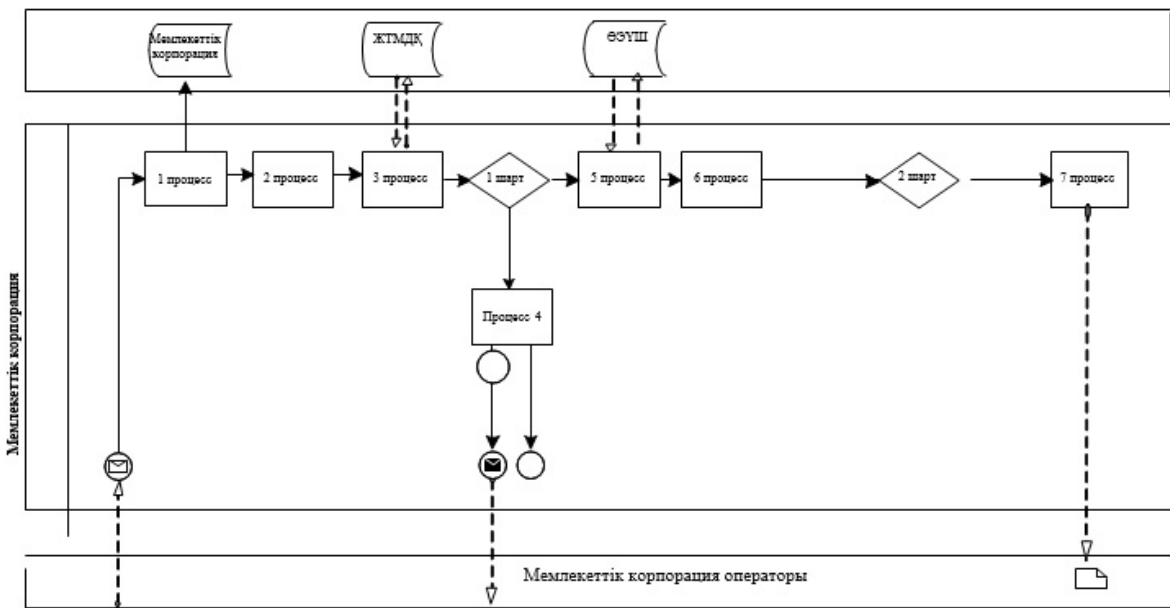 Мемлекеттік
корпорация
ЖТМДҚ
ӨЭҮШ
1 процесс
2 процесс
3 процесс
1 шарт
5 процесс
6 процесс
2 шарт
7 процесс
Процесс 4
Мемлекеттік корпорация
Мемлекеттік корпорация операторы